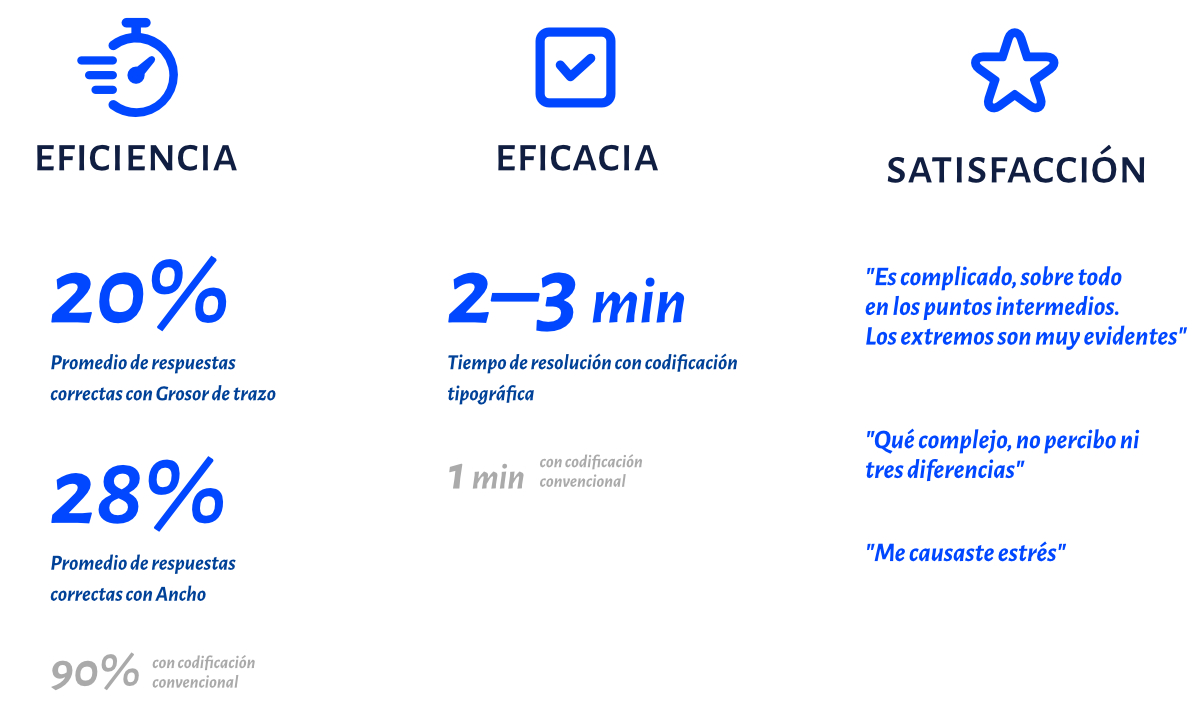 EFICIENCIA
20%
Promedio de respuestas
correctas con Grosor de trazo
28%
Promedio de respuestas
correctas con Ancho
90%
con codificación
convencional
EFICACIA
2–3 min
Tiempo de resolución con codificación
tipográfica
1 min
con codificación
convencional
SATISFACCIÓN
"Es complicado, sobre todo
en los puntos intermedios.
Los extremos son muy evidentes"
"Qué complejo, no percibo ni
tres diferencias"
"Me causaste estrés"